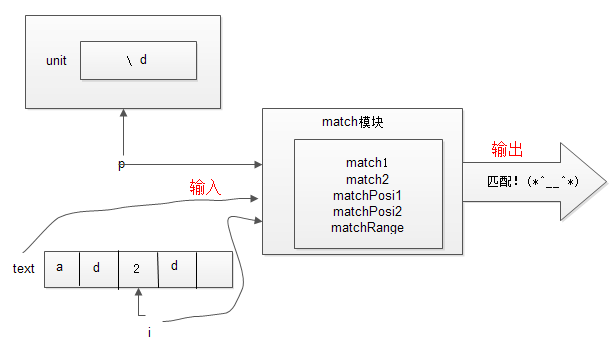 unit
\ d
p
match模块
match1
match2
matchPosi1
matchPosi2
matchRange
输入
输出
匹配！(*^__^*)
text a d 2 d
i